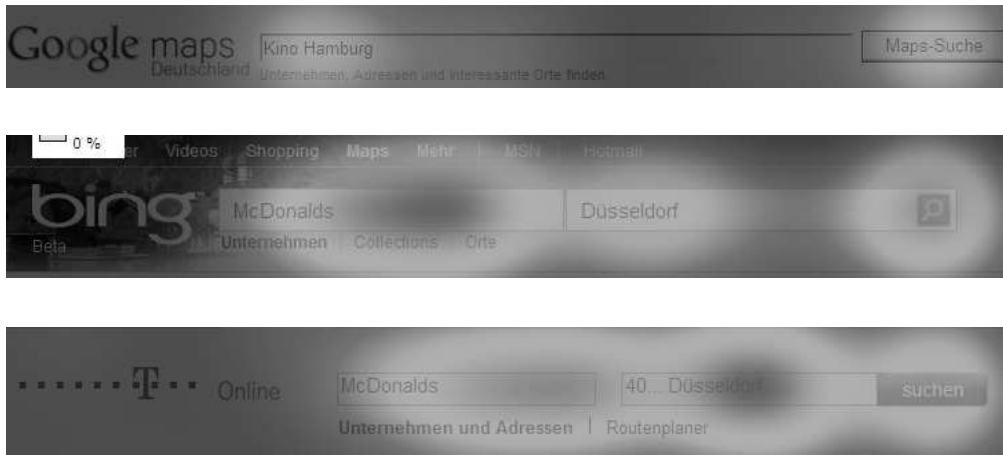 Google maps
Deutschland
Kino Hamburg
Maps-Suche
Unternehmen, Adressen und interessante Orte finden.
0 %
er Videos Shopping Maps Mehr | MSN | Hotmail
bing
Beta
McDonalds
Düsseldorf
Unternehmen | Collections | Orte
T Online
McDonalds
40... Düsseldorf
suchen
Unternehmen und Adressen | Routenplaner